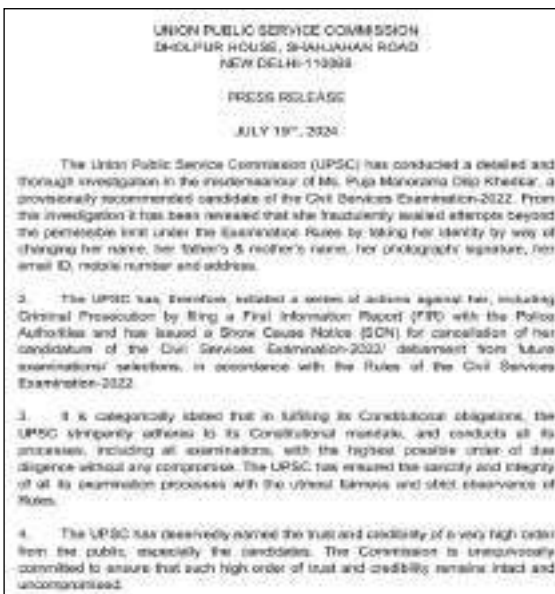 UNION PUBLIC SERVICE COMMISSION
DHOLPUR HOUSE, SHAHJAHAN ROAD
NEW DELHI-110069
PRESS RELEASE
JULY 19TH, 2024
The Union Public Service Commission (UPSC) has conducted a detailed and
thorough investigation in the misdemeanour of Ms. Puja Manorama Dilip Khedkar, a
provisionally recommended candidate of the Civil Services Examination-2022. From
this investigation it has been revealed that she fraudulently availed attempts beyond
the permissible limit under the Examination Rules by faking her identity by way of
changing her name, her father's & mother's name, her photograph/ signature, her
email ID, mobile number and address.
2. The UPSC has, therefore, initiated a series of actions against her, including
Criminal Prosecution by filing a First Information Report (FIR) with the Police
Authorities and has issued a Show Cause Notice (SCN) for cancellation of her
candidature of the Civil Services Examination-2022/ debarment from future
examinations/ selections, in accordance with the Rules of the Civil Services
Examination-2022.
3. It is categorically stated that in fulfilling its Constitutional obligations, the
UPSC stringently adheres to its Constitutional mandate, and conducts all its
processes, including all examinations, with the highest possible order of due
diligence without any compromise. The UPSC has ensured the sanctity and integrity
of all its examination processes with the utmost fairness and strict observance of
Rules.
4. The UPSC has deservedly earned the trust and credibility of a very high order
from the public, especially the candidates. The Commission is unequivocally
committed to ensure that such high order of trust and credibility remains intact and
uncompromised.